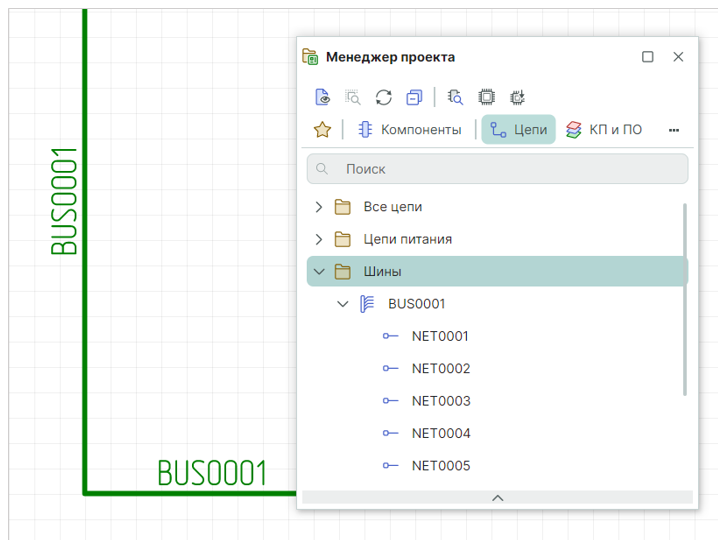 BUS0001
BUS0001
Менеджер проекта
Компоненты
Цепи
КП и ПО
Поиск
Все цепи
Цепи питания
Шины
BUS0001
NET0001
NET0002
NET0003
NET0004
NET0005